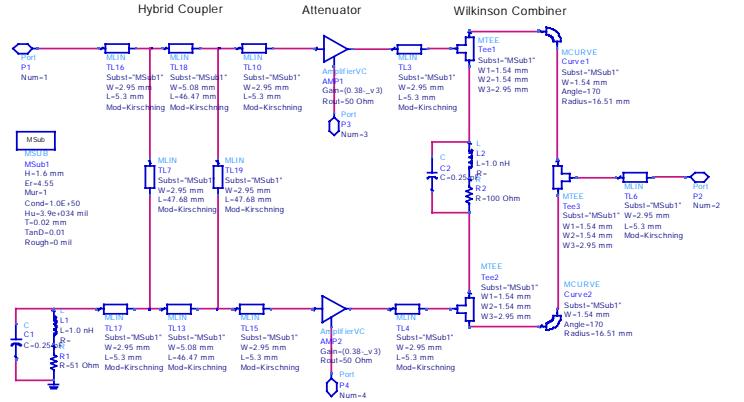 Hybrid Coupler
Attenuator
Wilkinson Combiner
Port
P1
Num=1
MLIN
TL16
Subst="MSub1"
W=2.95 mm
L=5.3 mm
Mod=Kirschning
MLIN
TL18
Subst="MSub1"
W=5.08 mm
L=46.47 mm
Mod=Kirschning
MLIN
TL10
Subst="MSub1"
W=2.95 mm
L=5.3 mm
Mod=Kirschning
AmplifierVC
AMP1
Gain=(0.38-_v3)
Rout=50 Ohm
Port
P3
Num=3
MLIN
TL3
Subst="MSub1"
W=2.95 mm
L=5.3 mm
Mod=Kirschning
MTEE
Tee1
Subst="MSub1"
W1=1.54 mm
W2=1.54 mm
W3=2.95 mm
MCURVE
Curve1
Subst="MSub1"
W=1.54 mm
Angle=170
Radius=16.51 mm
MSub
MSUB
MSub1
H=1.6 mm
Er=4.55
Mur=1
Cond=1.0E+50
Hu=3.9e+034 mil
T=0.02 mm
TanD=0.01
Rough=0 mil
MLIN
TL7
Subst="MSub1"
W=2.95 mm
L=47.68 mm
Mod=Kirschning
MLIN
TL19
Subst="MSub1"
W=2.95 mm
L=47.68 mm
Mod=Kirschning
C
C2
C=0.25
L
L2
L=1.0 nH
R=
R
R2
R=100 Ohm
MTEE
Tee3
Subst="MSub1"
W1=1.54 mm
W2=1.54 mm
W3=2.95 mm
MLIN
TL6
Subst="MSub1"
W=2.95 mm
L=5.3 mm
Mod=Kirschning
Port
P2
Num=2
MTEE
Tee2
Subst="MSub1"
W1=1.54 mm
W2=1.54 mm
W3=2.95 mm
MCURVE
Curve2
Subst="MSub1"
W=1.54 mm
Angle=170
Radius=16.51 mm
C
C1
C=0.25
L
L1
L=1.0 nH
R=
R
R1
R=51 Ohm
MLIN
TL17
Subst="MSub1"
W=2.95 mm
L=5.3 mm
Mod=Kirschning
MLIN
TL13
Subst="MSub1"
W=5.08 mm
L=46.47 mm
Mod=Kirschning
MLIN
TL15
Subst="MSub1"
W=2.95 mm
L=5.3 mm
Mod=Kirschning
AmplifierVC
AMP2
Gain=(0.38-_v3)
Rout=50 Ohm
Port
P4
Num=4
MLIN
TL4
Subst="MSub1"
W=2.95 mm
L=5.3 mm
Mod=Kirschning